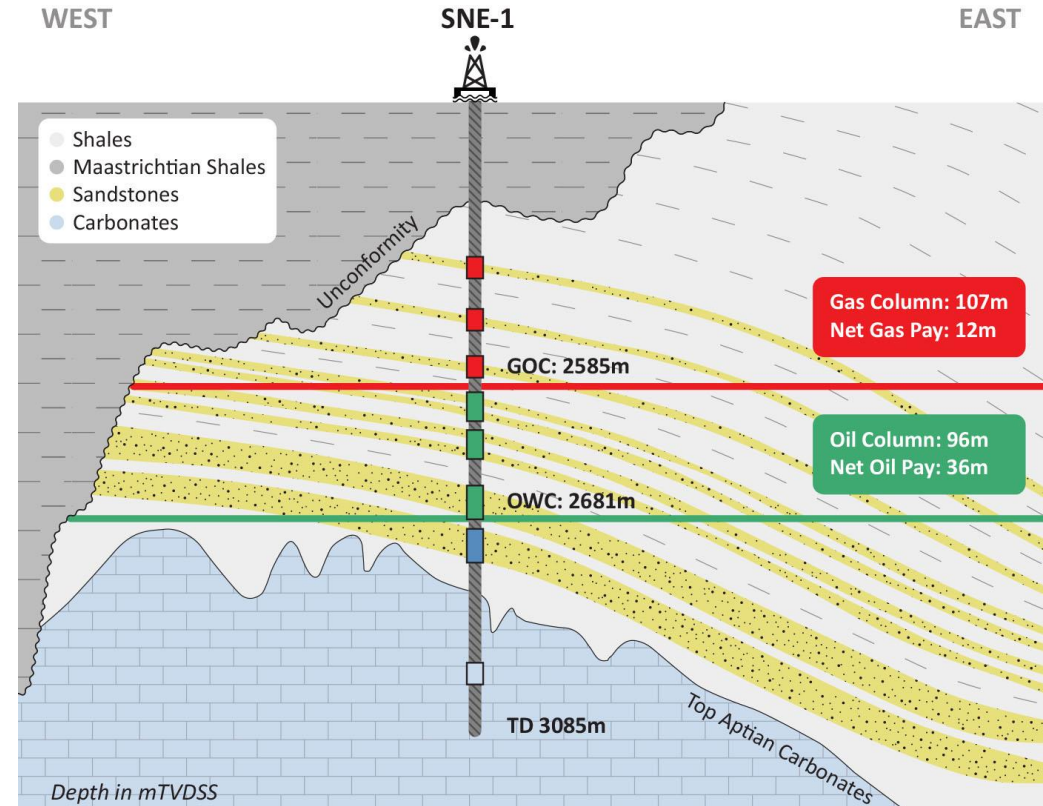 WEST
SNE-1
EAST
Shales
Maastrichtian Shales
Sandstones
Carbonates
Unconformity
Gas Column: 107m
Net Gas Pay: 12m
GOC: 2585m
Oil Column: 96m
Net Oil Pay: 36m
OWC: 2681m
Top Aptian Carbonates
TD 3085m
Depth in mTVDSS